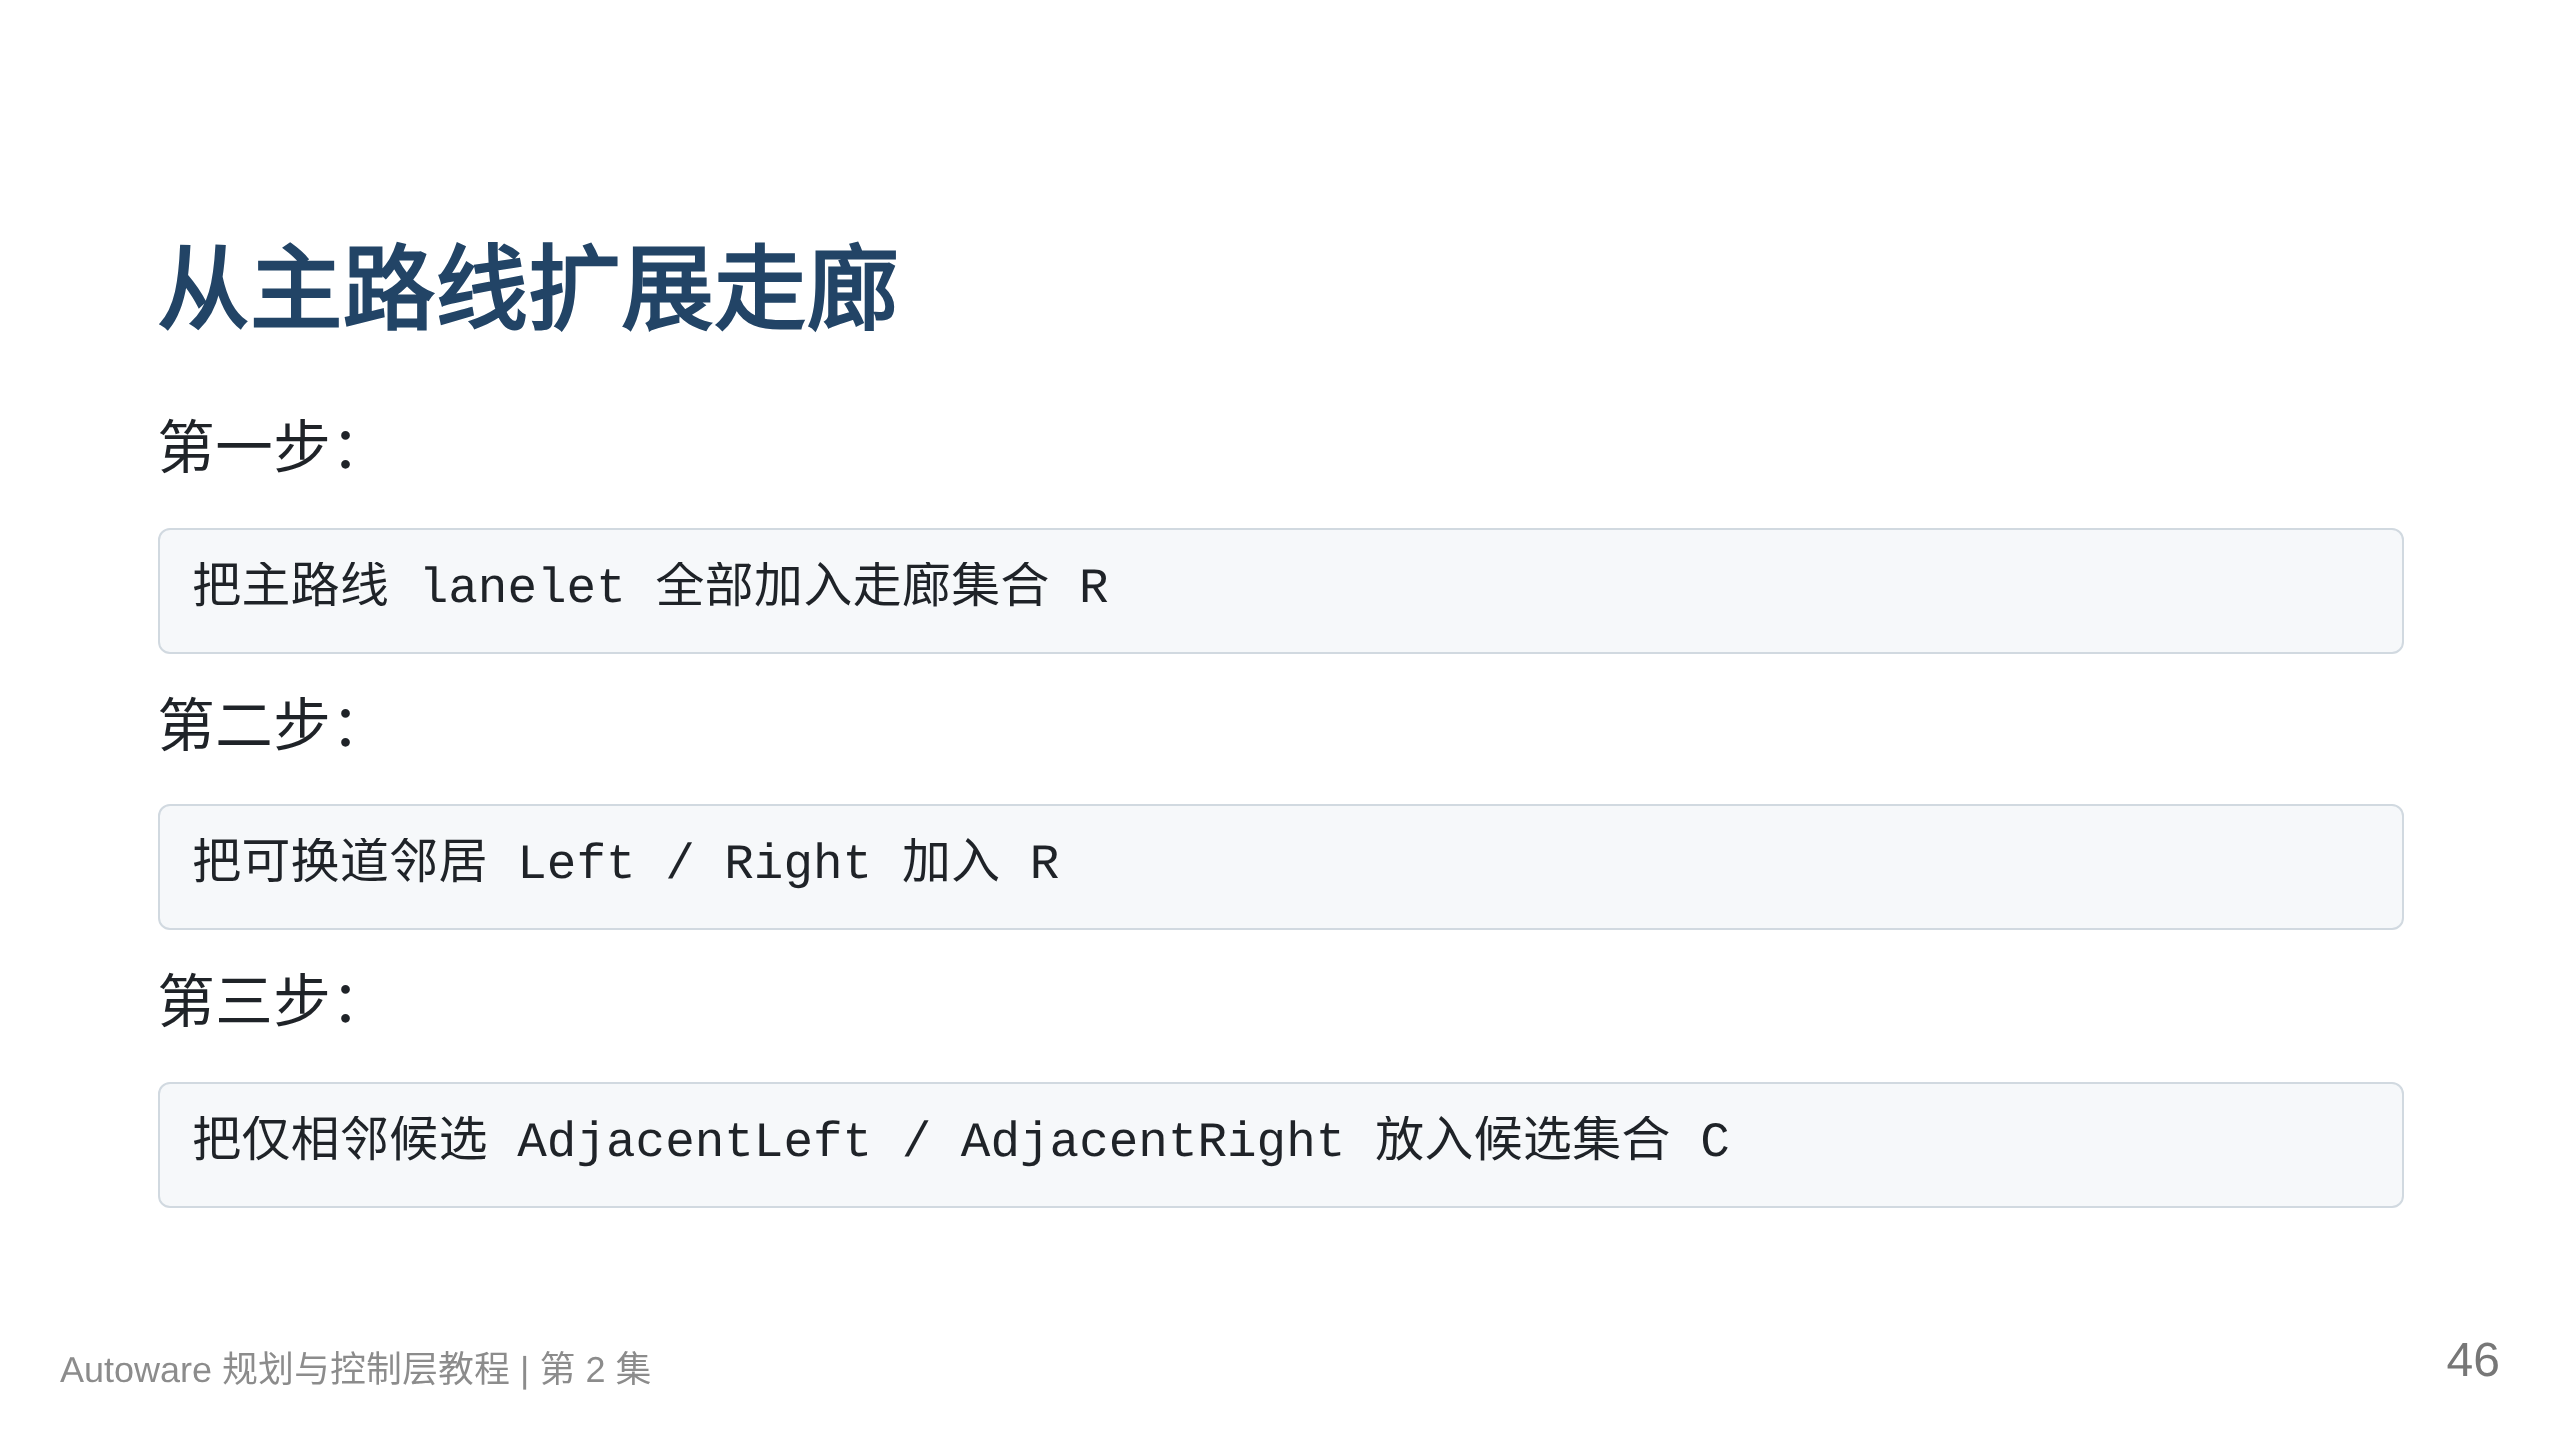 从主路线扩展走廊
第一步：
把主路线 lanelet 全部加入走廊集合 R
第二步：
把可换道邻居 Left / Right 加入 R
第三步：
把仅相邻候选 AdjacentLeft / AdjacentRight 放入候选集合 C
Autoware 规划与控制层教程 | 第 2 集
46